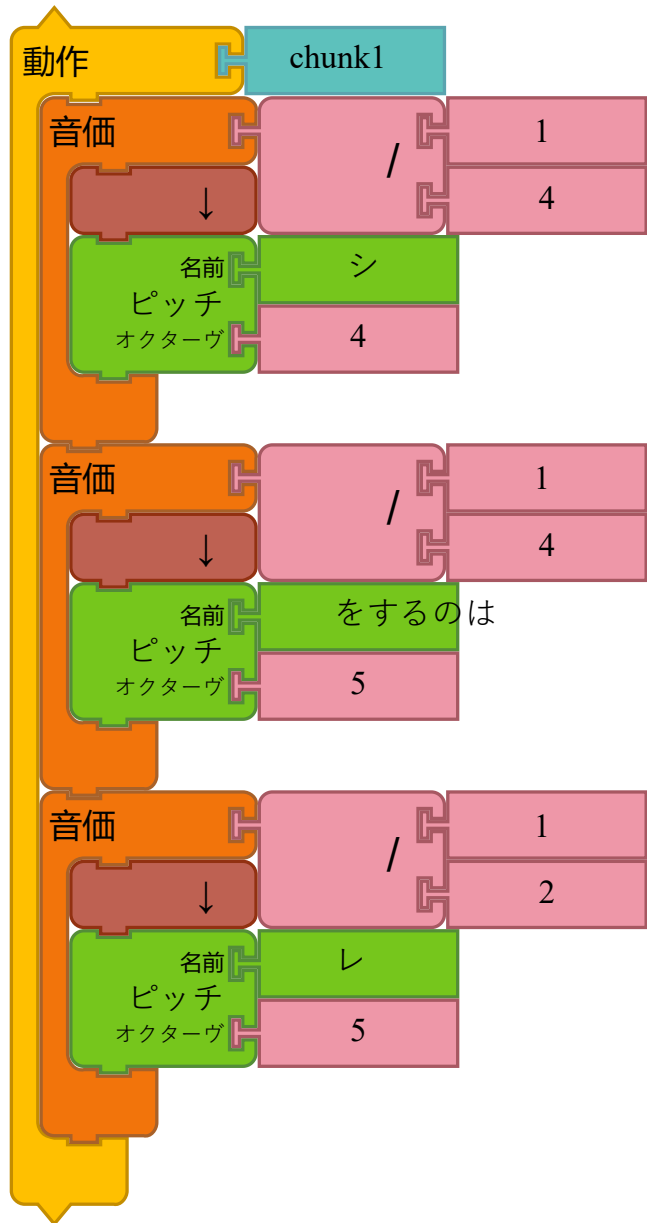 動作 chunk1
音価 / 1
4
↓
名前 シ
ピッチ
オクターヴ 4
音価 / 1
4
↓
名前 をするのは
ピッチ
オクターヴ 5
音価 / 1
2
↓
名前 レ
ピッチ
オクターヴ 5